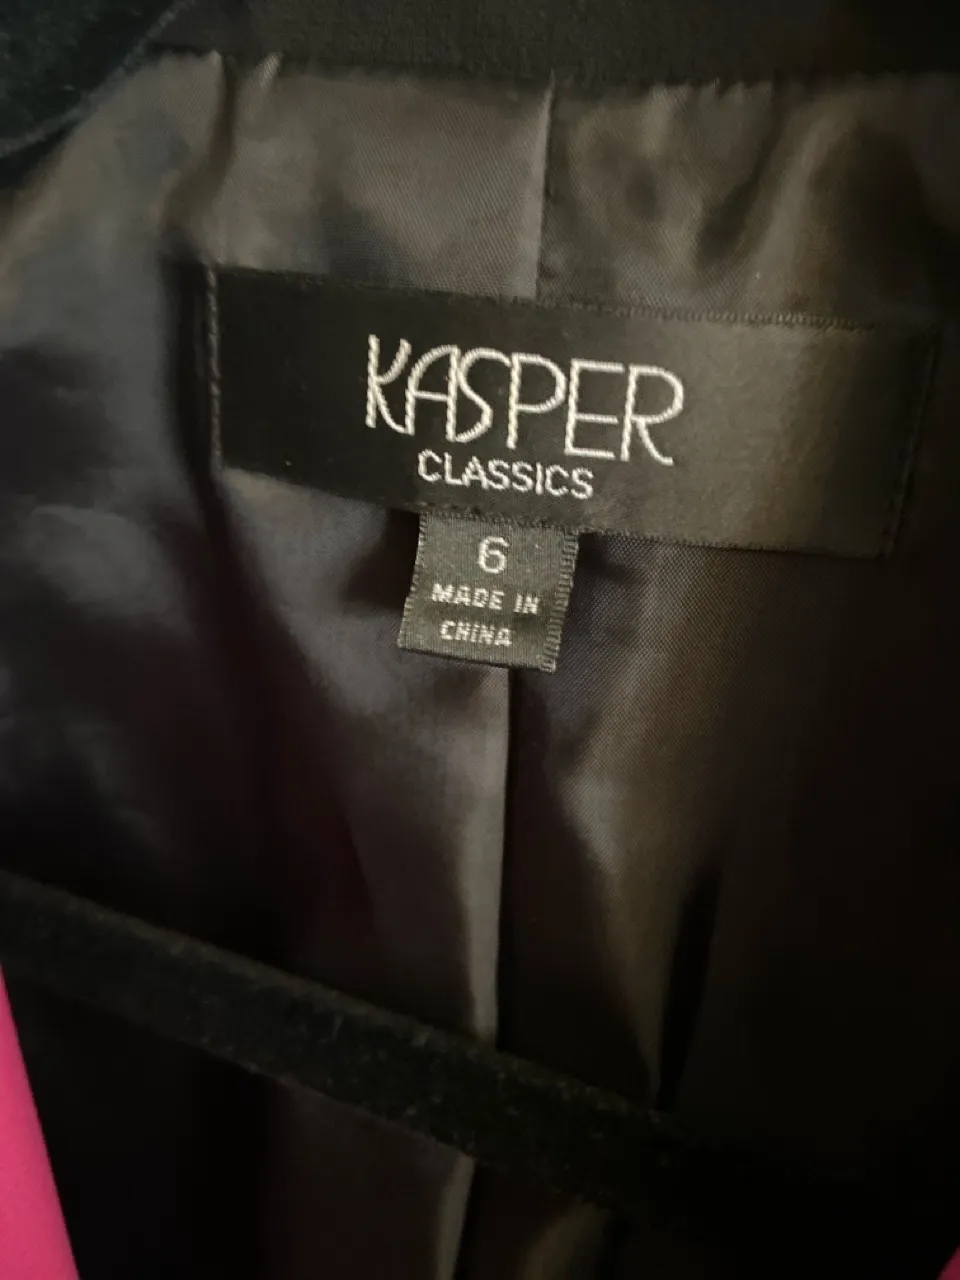 KASPER
CLASSICS
6
MADE IN
CHINA